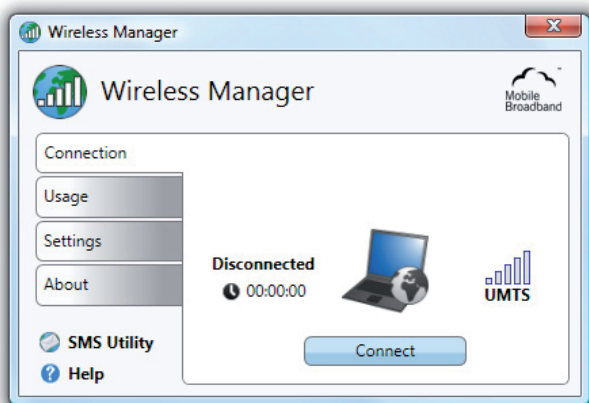 Wireless Manager
Wireless Manager
Mobile
Broadband
Connection
Usage
Settings
About
Disconnected
00:00:00
UMTS
Connect
SMS Utility
Help